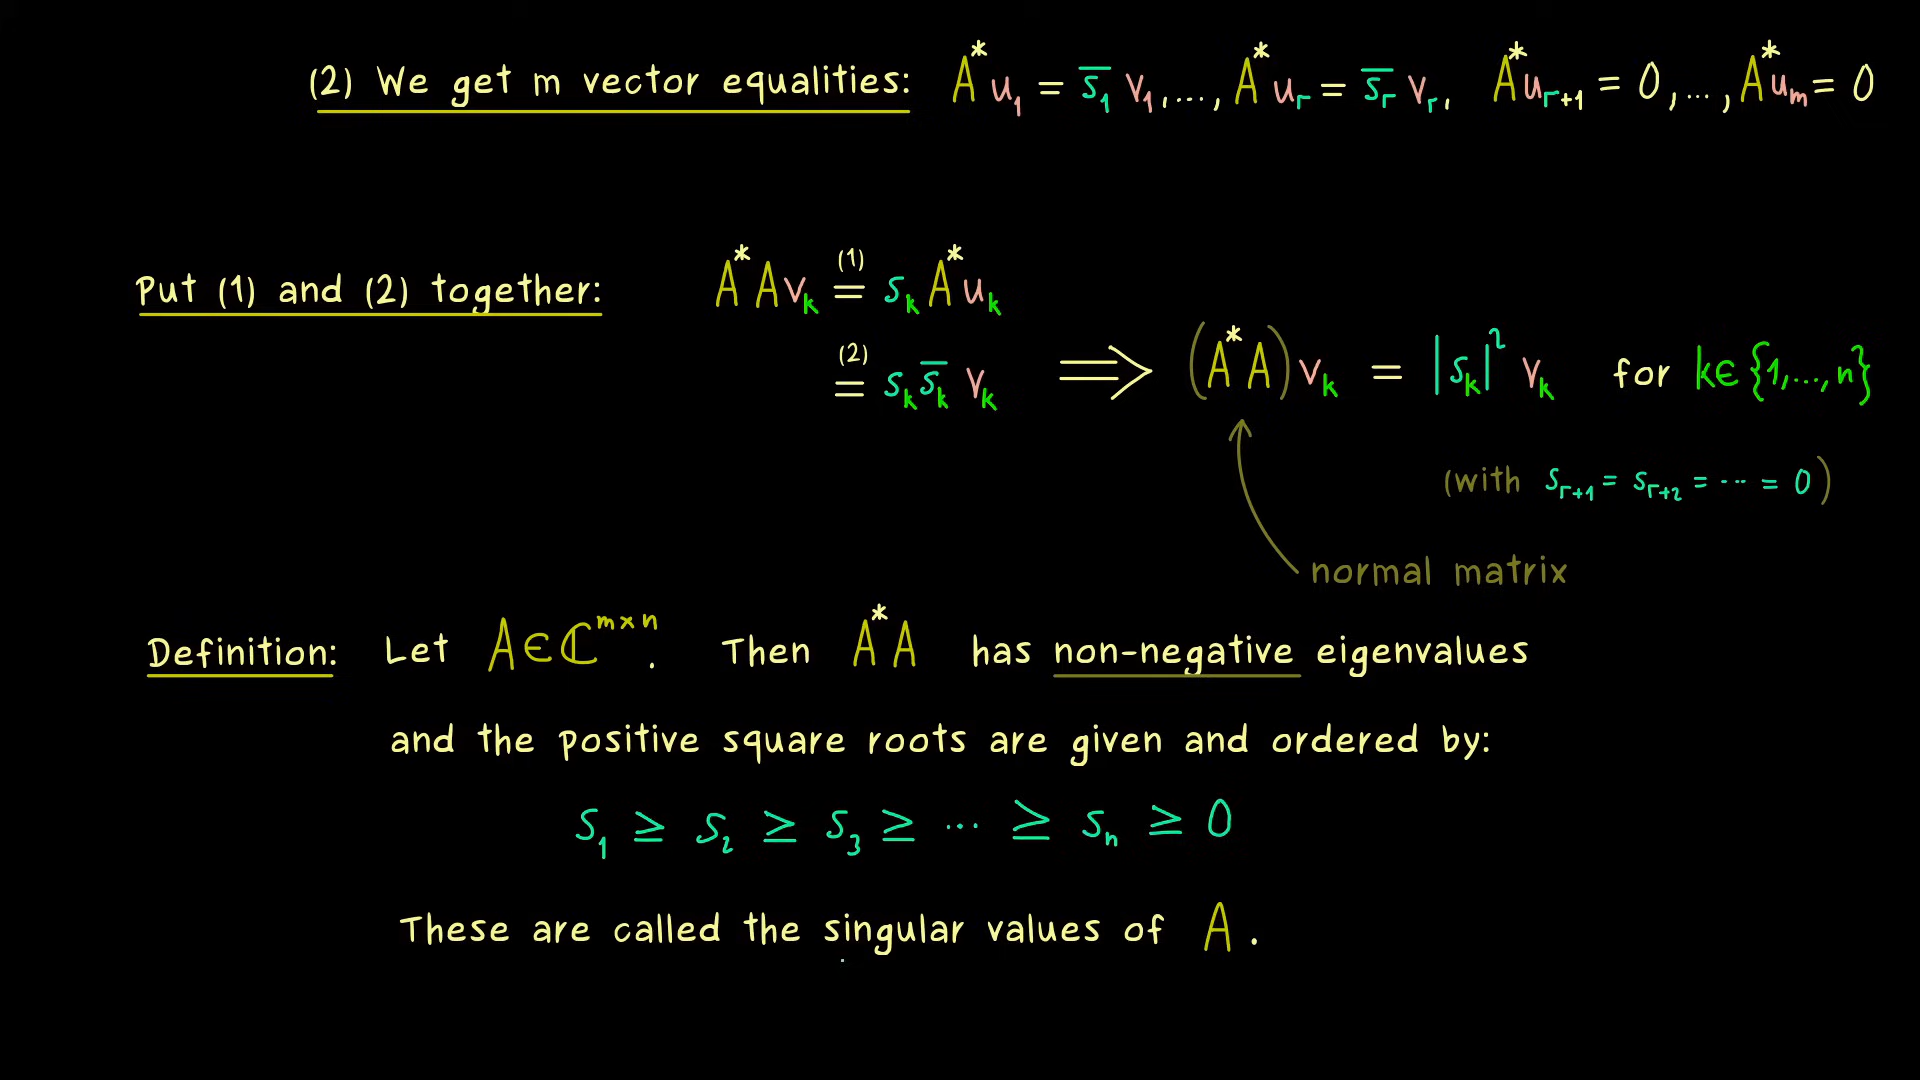 (2) We get m vector equalities: A* u₁ = s̅₁ v₁, ..., A* uᵣ = s̅ᵣ vᵣ, A* uᵣ₊₁ = 0, ..., A* uₘ = 0
Put (1) and (2) together: A* A vₖ =⁽¹⁾ sₖ A* uₖ
=⁽²⁾ sₖ s̅ₖ vₖ ⟹ (A* A) vₖ = |sₖ|² vₖ for k ∈ {1, ..., n}
(with sᵣ₊₁ = sᵣ₊₂ = ··· = 0)
normal matrix
Definition: Let A ∈ ℂᵐˣⁿ. Then A* A has non-negative eigenvalues
and the positive square roots are given and ordered by:
s₁ ≥ s₂ ≥ s₃ ≥ ··· ≥ sₙ ≥ 0
These are called the singular values of A.